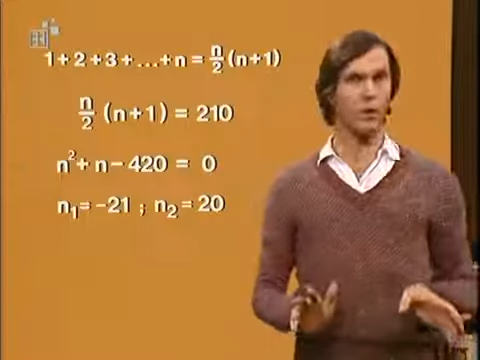 1 + 2 + 3 + ... + n = n/2 (n+1)
n/2 (n+1) = 210
n² + n − 420 = 0
n₁ = −21 ; n₂ = 20